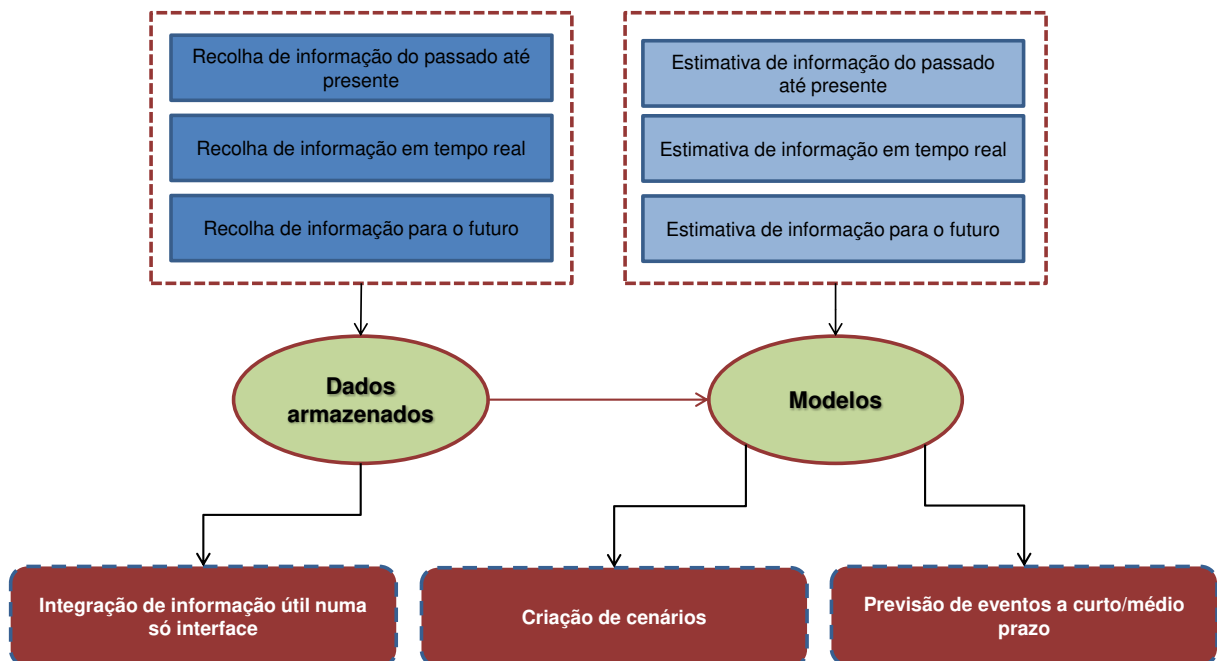 Recolha de informação do passado até
presente
Recolha de informação em tempo real
Recolha de informação para o futuro
Estimativa de informação do passado
até presente
Estimativa de informação em tempo real
Estimativa de informação para o futuro
Dados
armazenados
Modelos
Integração de informação útil numa
só interface
Criação de cenários
Previsão de eventos a curto/médio
prazo